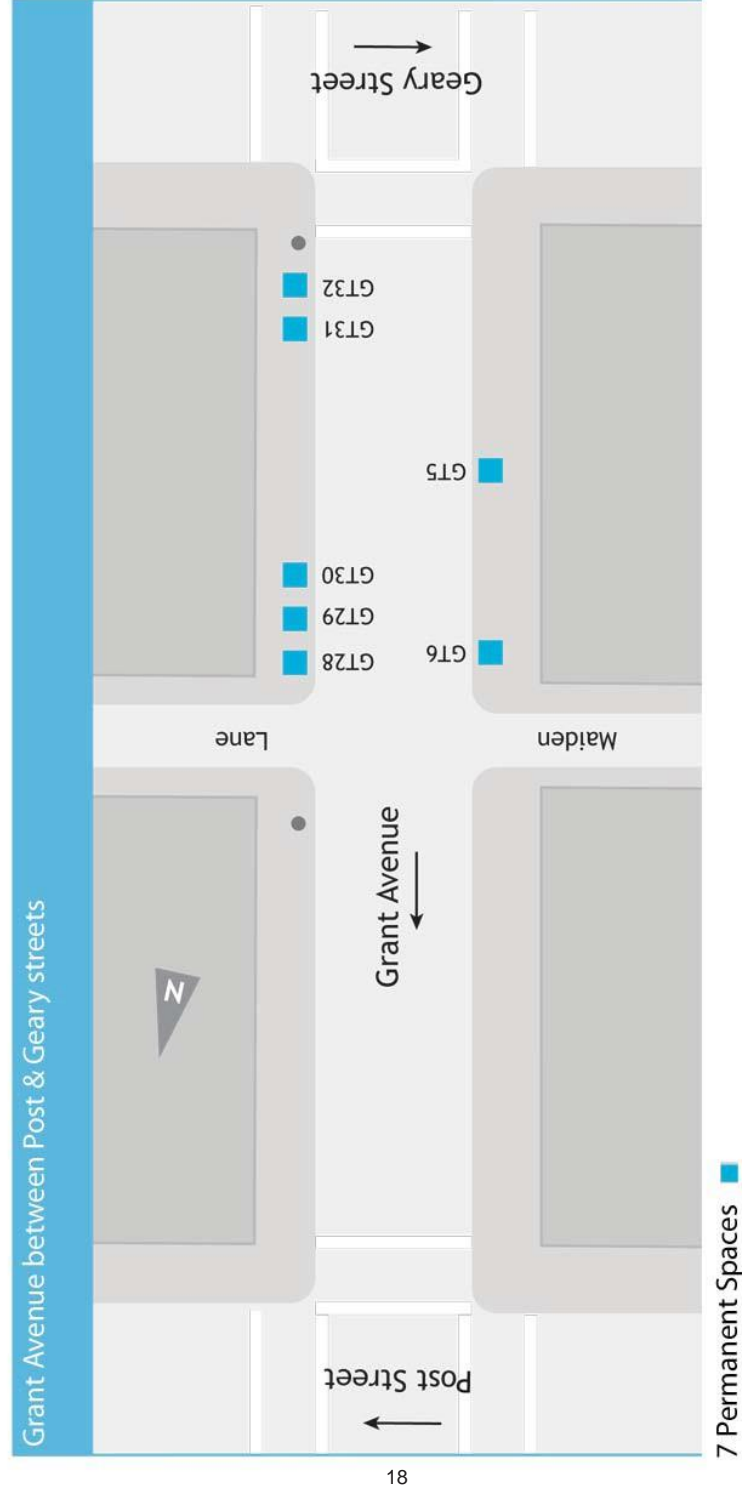 Grant Avenue between Post & Geary streets
Geary Street
GT32
GT31
GT5
GT30
GT29
GT28
GT6
Lane
Maiden
Grant Avenue
N
Post Street
7 Permanent Spaces
18